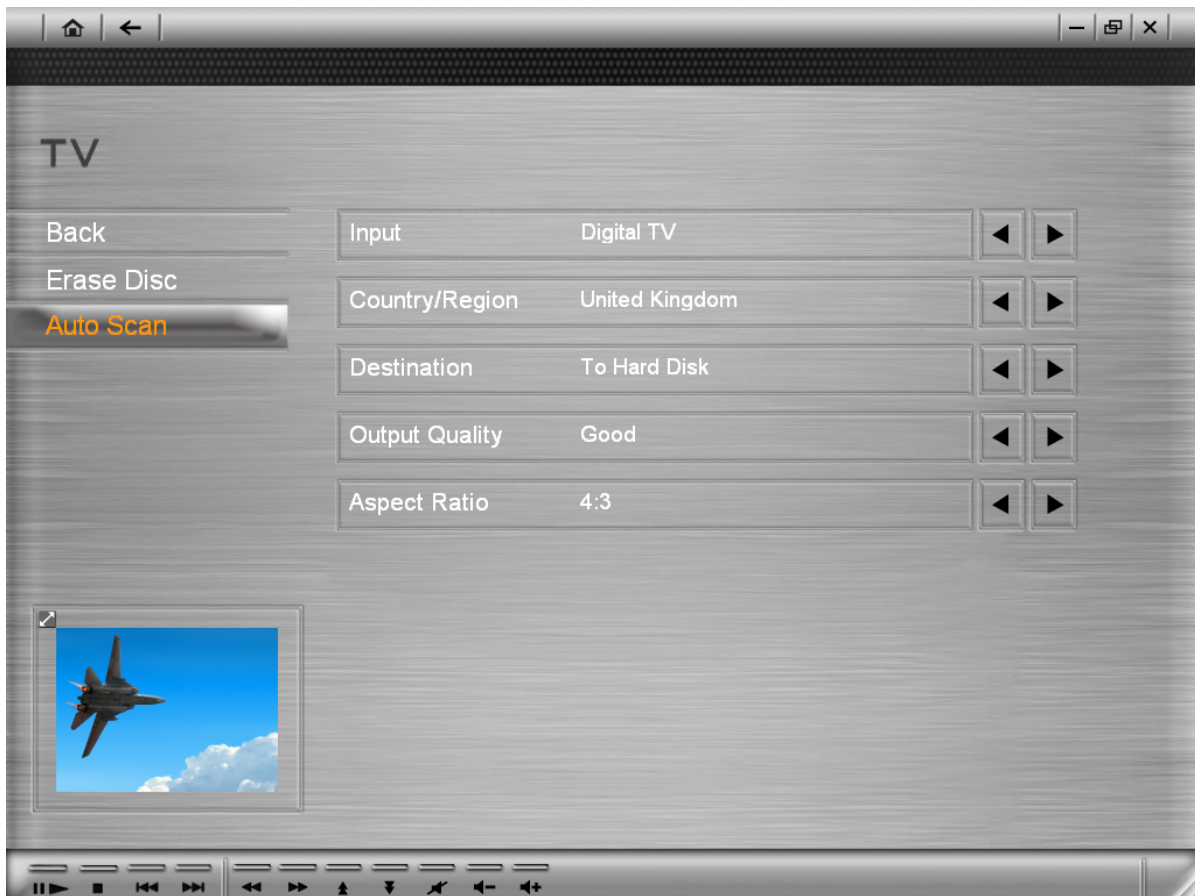 TV
Back
Erase Disc
Auto Scan
Input Digital TV
Country/Region United Kingdom
Destination To Hard Disk
Output Quality Good
Aspect Ratio 4:3